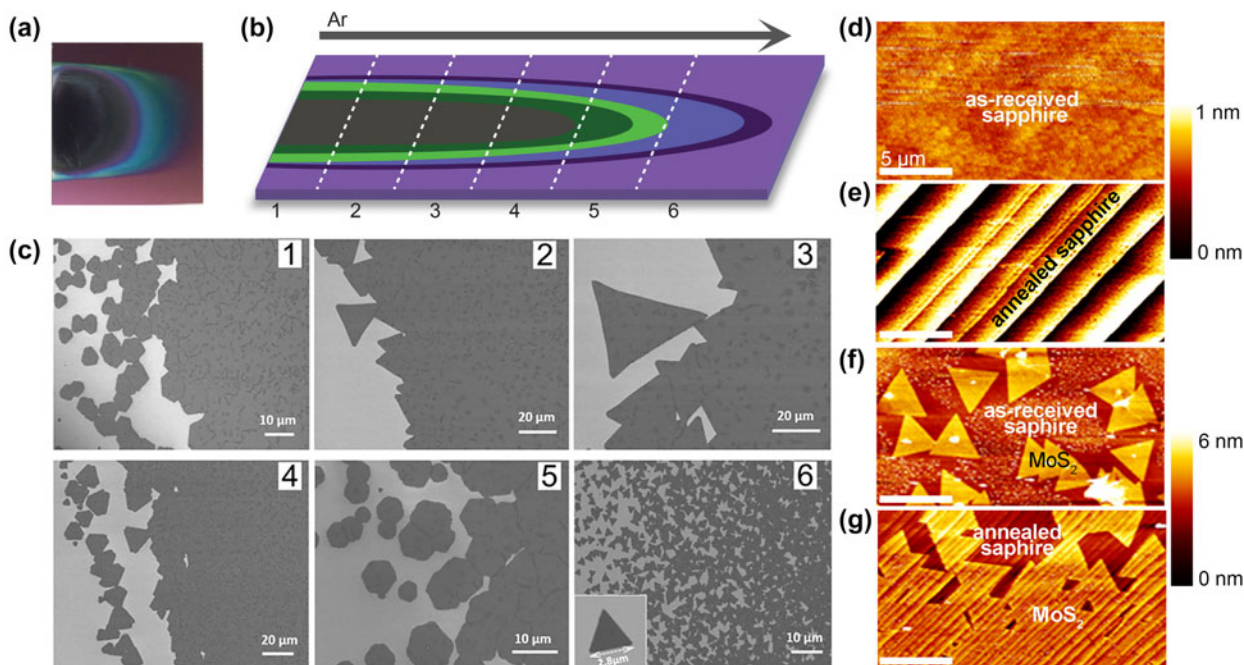 (a)
(b)
Ar
1 2 3 4 5 6
(c)
1
10 µm
2
20 µm
3
20 µm
4
20 µm
5
10 µm
6
10 µm
2.8µm
(d)
as-received
sapphire
5 µm
1 nm
0 nm
(e)
annealed sapphire
(f)
as-received
saphire
MoS₂
6 nm
0 nm
(g)
annealed
saphire
MoS₂